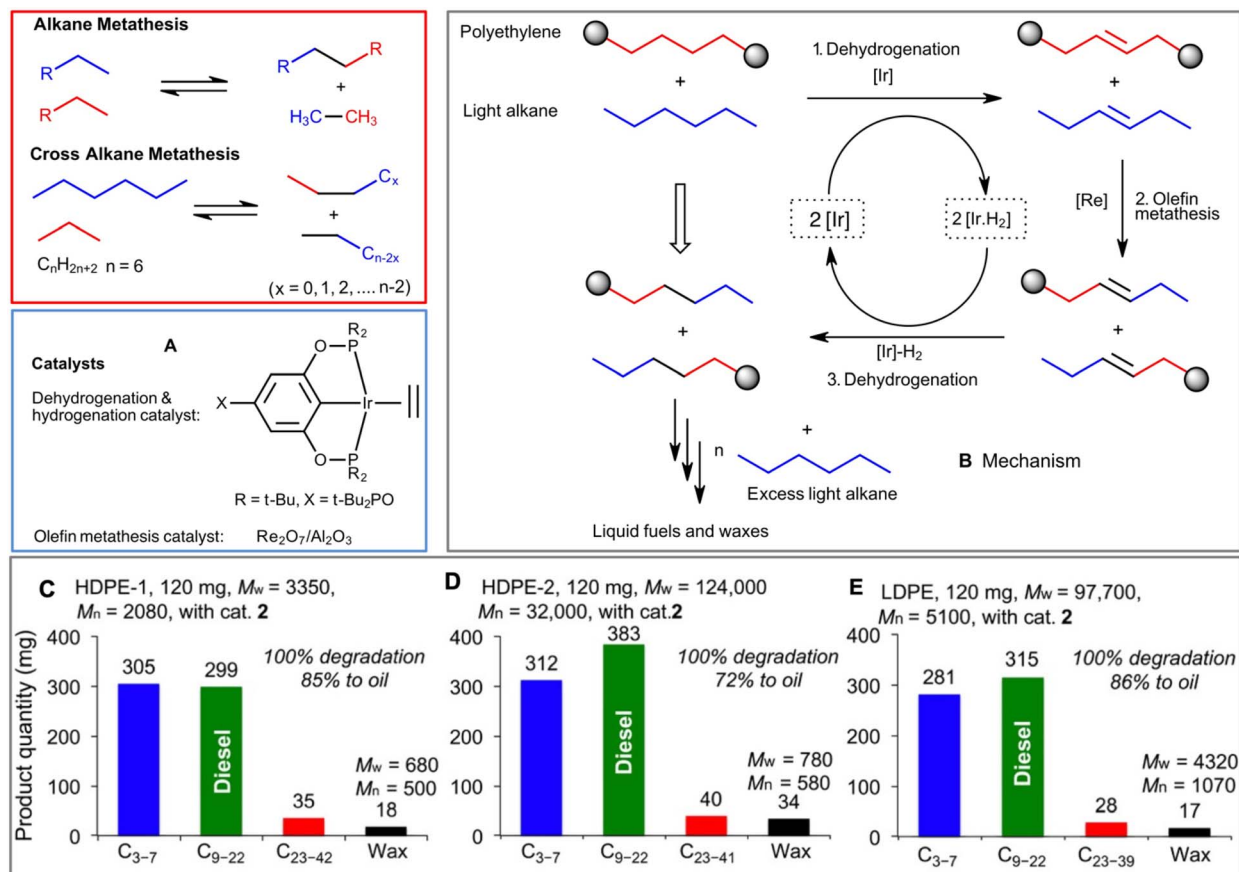 Alkane Metathesis
R
R
R
R
+
H₃C—CH₃
Cross Alkane Metathesis
Cₓ
+
Cₙ₋₂ₓ
CₙH₂ₙ₊₂ n = 6
(x = 0, 1, 2, .... n-2)
A
Catalysts
Dehydrogenation &
hydrogenation catalyst:
R₂
O—P
X
Ir
O—P
R₂
R = t-Bu, X = t-Bu₂PO
Olefin metathesis catalyst: Re₂O₇/Al₂O₃
Polyethylene
+
Light alkane
1. Dehydrogenation
[Ir]
+
2 [Ir]
2 [Ir.H₂]
[Re]
2. Olefin
metathesis
+
+
[Ir]-H₂
3. Dehydrogenation
n
+
Excess light alkane
B Mechanism
Liquid fuels and waxes
C HDPE-1, 120 mg, Mw = 3350,
Mn = 2080, with cat. 2
Product quantity (mg)
400
300
200
100
0
305
299
35
18
Diesel
100% degradation
85% to oil
Mw = 680
Mn = 500
C₃₋₇
C₉₋₂₂
C₂₃₋₄₂
Wax
D HDPE-2, 120 mg, Mw = 124,000
Mn = 32,000, with cat.2
400
300
200
100
0
312
383
40
34
Diesel
100% degradation
72% to oil
Mw = 780
Mn = 580
C₃₋₇
C₉₋₂₂
C₂₃₋₄₁
Wax
E LDPE, 120 mg, Mw = 97,700,
Mn = 5100, with cat. 2
400
300
200
100
0
281
315
28
17
Diesel
100% degradation
86% to oil
Mw = 4320
Mn = 1070
C₃₋₇
C₉₋₂₂
C₂₃₋₃₉
Wax